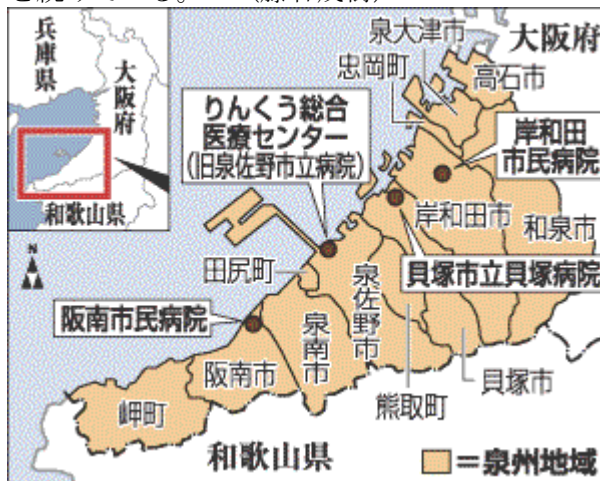 兵庫県
大阪府
和歌山県
泉大津市
大阪府
忠岡町
高石市
りんくう総合
医療センター
(旧泉佐野市立病院)
岸和田
市民病院
岸和田市
和泉市
田尻町
貝塚市立貝塚病院
阪南市民病院
泉佐野市
泉南市
阪南市
貝塚市
熊取町
岬町
和歌山県
N
=泉州地域